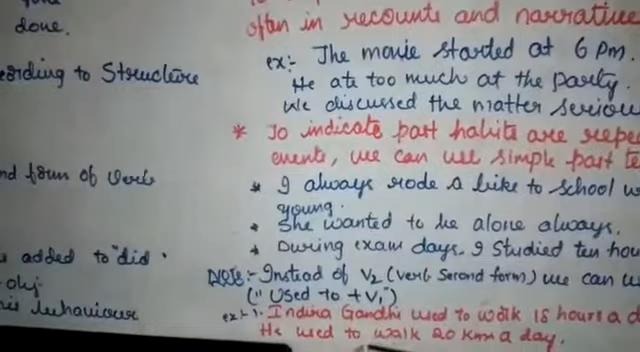 done.
often in recounts and narrative
ex:- The movie started at 6 Pm.
ording to Structure
He ate too much at the party.
We discussed the matter seriou
* To indicate past habits are repe
events, we can use simple past te
nd form of Verb
* I always rode a bike to school w
young.
* She wanted to be alone always.
s added to "did.
* During exam days. I Studied ten hou
Note:- Instead of V2 (verb Second form) we can u
- obj
("Used to + V1")
his behaviour
ex:- 1. Indira Gandhi used to work 18 hours a d
He used to walk 20 Km a day.